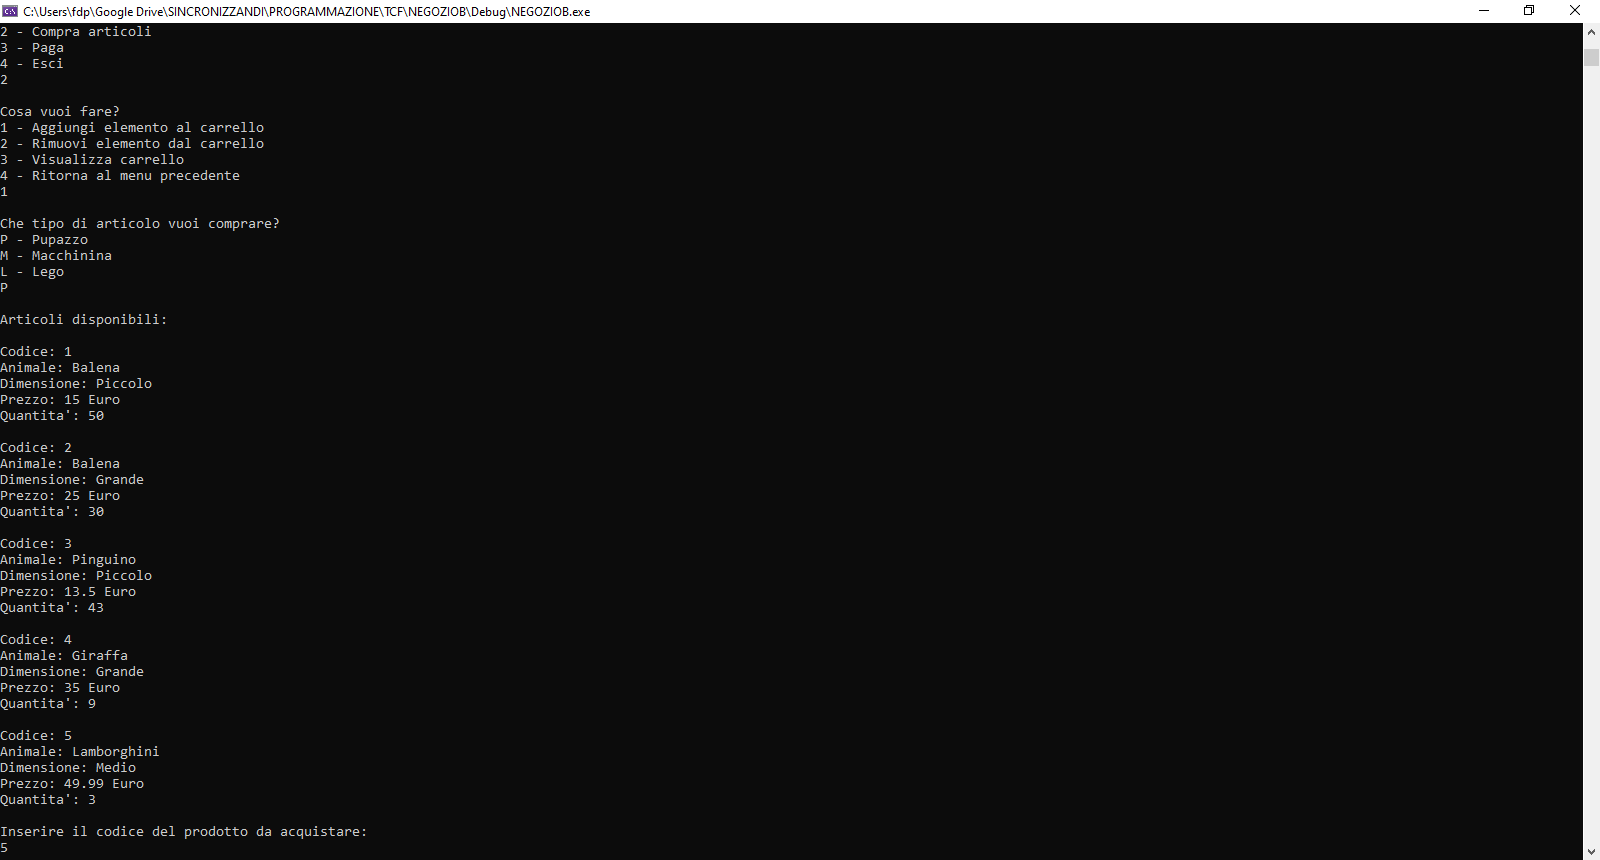 C:\Users\fdp\Google Drive\SINCRONIZZANDI\PROGRAMMAZIONE\TCF\NEGOZIOB\Debug\NEGOZIOB.exe
2 - Compra articoli
3 - Paga
4 - Esci
2
Cosa vuoi fare?
1 - Aggiungi elemento al carrello
2 - Rimuovi elemento dal carrello
3 - Visualizza carrello
4 - Ritorna al menu precedente
1
Che tipo di articolo vuoi comprare?
P - Pupazzo
M - Macchinina
L - Lego
P
Articoli disponibili:
Codice: 1
Animale: Balena
Dimensione: Piccolo
Prezzo: 15 Euro
Quantita': 50
Codice: 2
Animale: Balena
Dimensione: Grande
Prezzo: 25 Euro
Quantita': 30
Codice: 3
Animale: Pinguino
Dimensione: Piccolo
Prezzo: 13.5 Euro
Quantita': 43
Codice: 4
Animale: Giraffa
Dimensione: Grande
Prezzo: 35 Euro
Quantita': 9
Codice: 5
Animale: Lamborghini
Dimensione: Medio
Prezzo: 49.99 Euro
Quantita': 3
Inserire il codice del prodotto da acquistare:
5